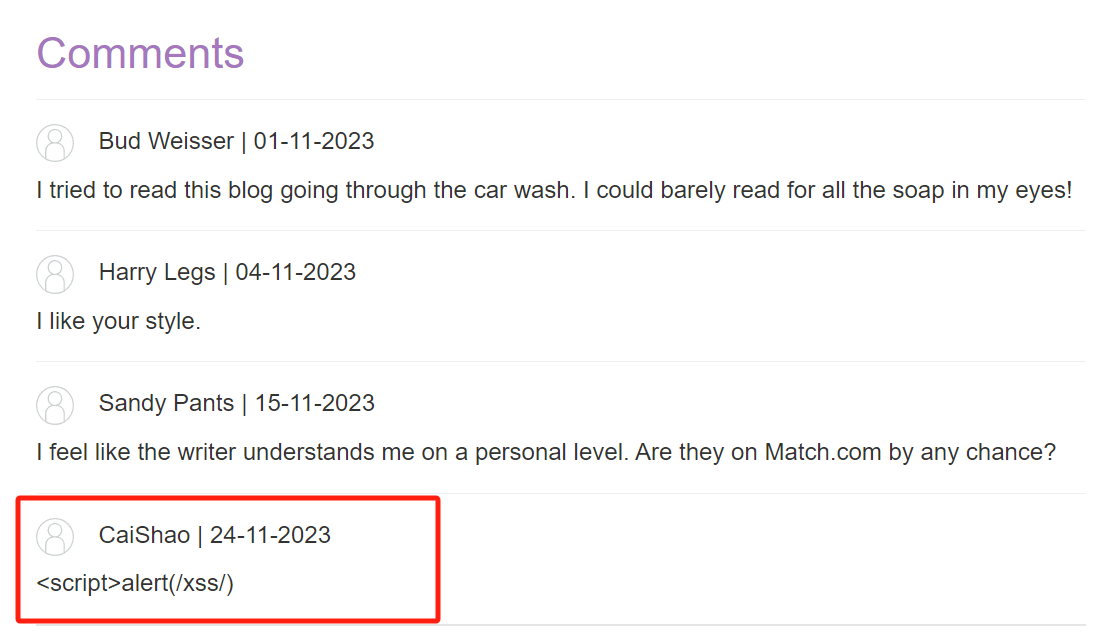 Comments
Bud Weisser | 01-11-2023
I tried to read this blog going through the car wash. I could barely read for all the soap in my eyes!
Harry Legs | 04-11-2023
I like your style.
Sandy Pants | 15-11-2023
I feel like the writer understands me on a personal level. Are they on Match.com by any chance?
CaiShao | 24-11-2023
<script>alert(/xss/)